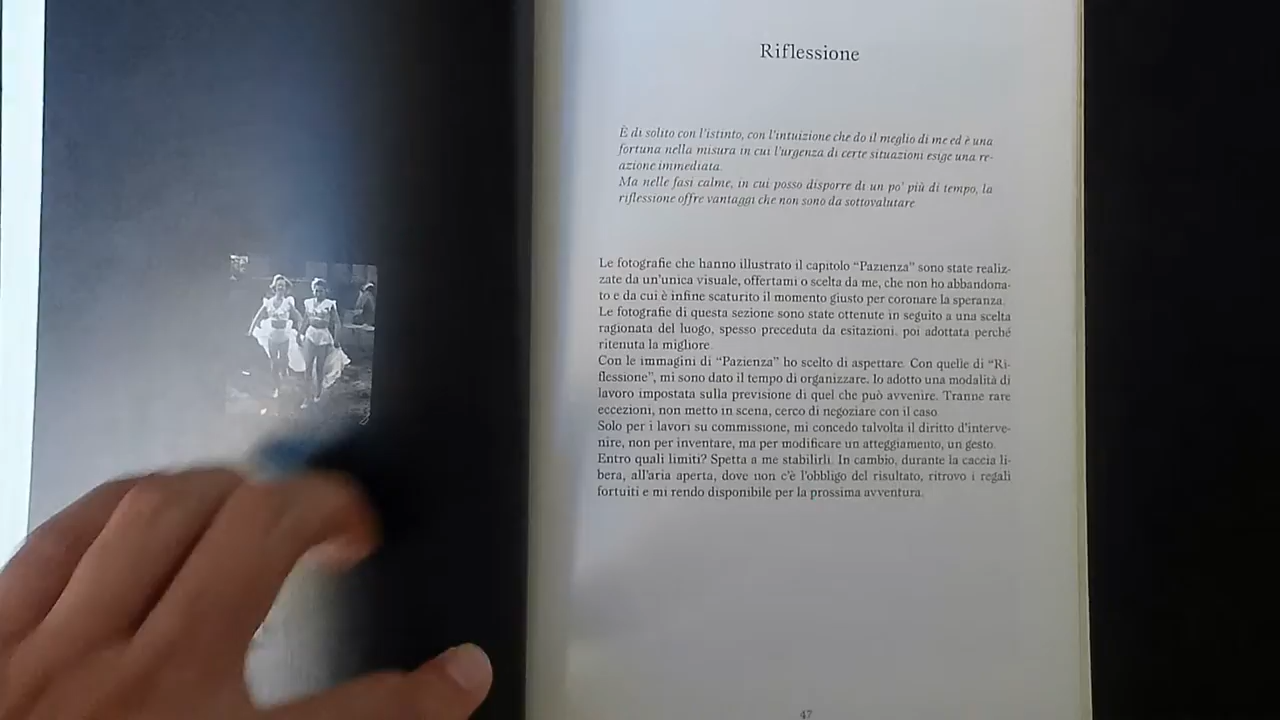 Riflessione
È di solito con l'istinto, con l'intuizione che do il meglio di me ed è una
fortuna nella misura in cui l'urgenza di certe situazioni esige una re-
azione immediata.
Ma nelle fasi calme, in cui posso disporre di un po' più di tempo, la
riflessione offre vantaggi che non sono da sottovalutare
Le fotografie che hanno illustrato il capitolo “Pazienza” sono state realiz-
zate da un'unica visuale, offertami o scelta da me, che non ho abbandona-
to e da cui è infine scaturito il momento giusto per coronare la speranza.
Le fotografie di questa sezione sono state ottenute in seguito a una scelta
ragionata del luogo, spesso preceduta da esitazioni, poi adottata perché
ritenuta la migliore.
Con le immagini di “Pazienza” ho scelto di aspettare. Con quelle di “Ri-
flessione”, mi sono dato il tempo di organizzare. Io adotto una modalità di
lavoro impostata sulla previsione di quel che può avvenire. Tranne rare
eccezioni, non metto in scena, cerco di negoziare con il caso.
Solo per i lavori su commissione, mi concedo talvolta il diritto d'interve-
nire, non per inventare, ma per modificare un atteggiamento, un gesto.
Entro quali limiti? Spetta a me stabilirli. In cambio, durante la caccia li-
bera, all'aria aperta, dove non c'è l'obbligo del risultato, ritrovo i regali
fortuiti e mi rendo disponibile per la prossima avventura.
47